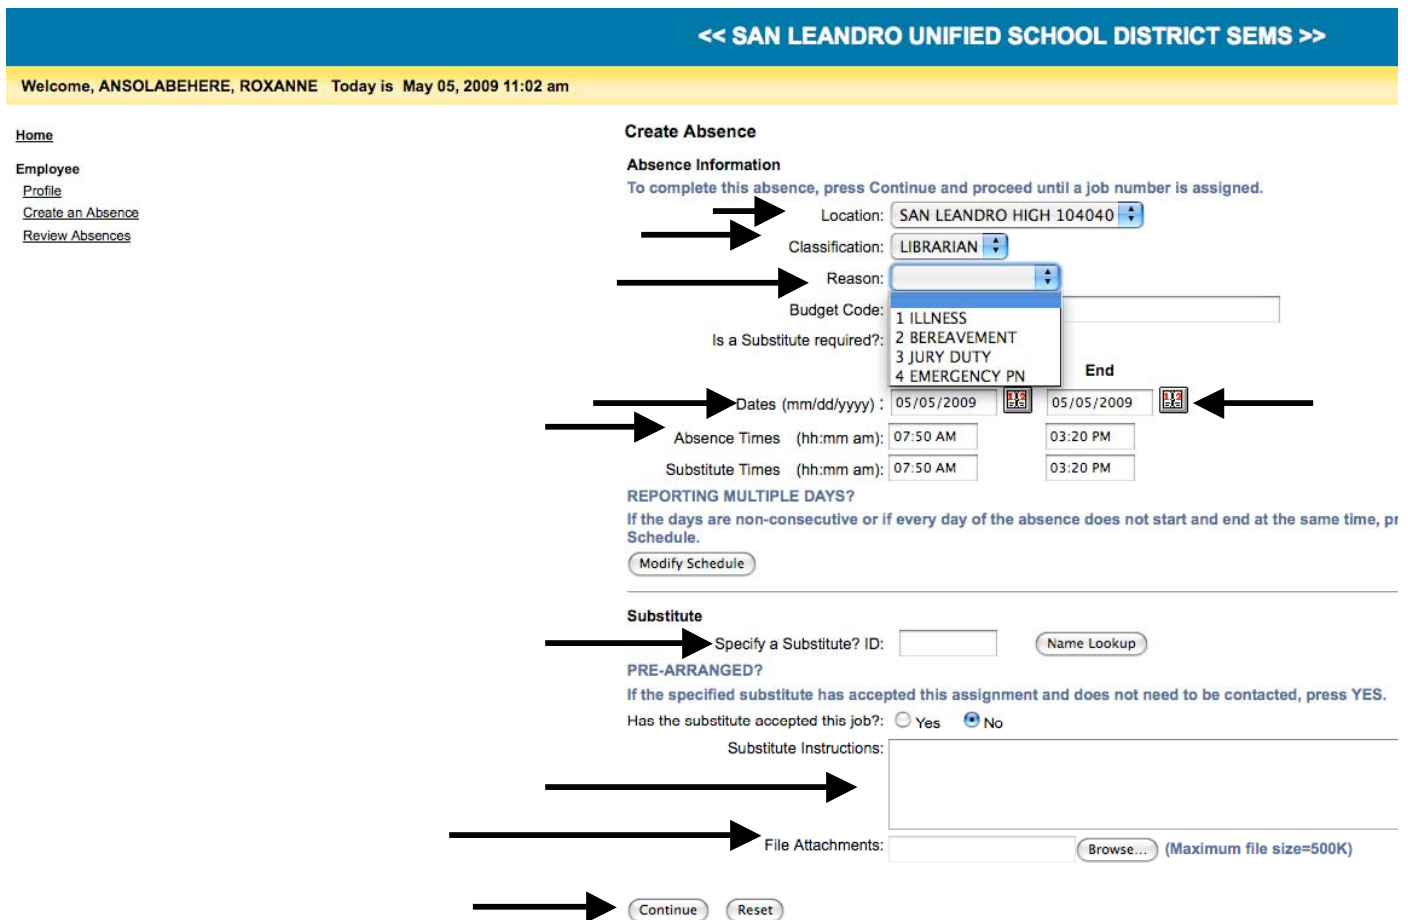 << SAN LEANDRO UNIFIED SCHOOL DISTRICT SEMS >>
Welcome, ANSOLABEHERE, ROXANNE Today is May 05, 2009 11:02 am
Home
Employee
Profile
Create an Absence
Review Absences
Create Absence
Absence Information
To complete this absence, press Continue and proceed until a job number is assigned.
Location: SAN LEANDRO HIGH 104040
Classification: LIBRARIAN
Reason:
Budget Code:
1 ILLNESS
2 BEREAVEMENT
3 JURY DUTY
4 EMERGENCY PN
Is a Substitute required?:
End
Dates (mm/dd/yyyy) : 05/05/2009 05/05/2009
Absence Times (hh:mm am): 07:50 AM 03:20 PM
Substitute Times (hh:mm am): 07:50 AM 03:20 PM
REPORTING MULTIPLE DAYS?
If the days are non-consecutive or if every day of the absence does not start and end at the same time, pr
Schedule.
Modify Schedule
Substitute
Specify a Substitute? ID: Name Lookup
PRE-ARRANGED?
If the specified substitute has accepted this assignment and does not need to be contacted, press YES.
Has the substitute accepted this job?: Yes No
Substitute Instructions:
File Attachments: Browse... (Maximum file size=500K)
Continue Reset